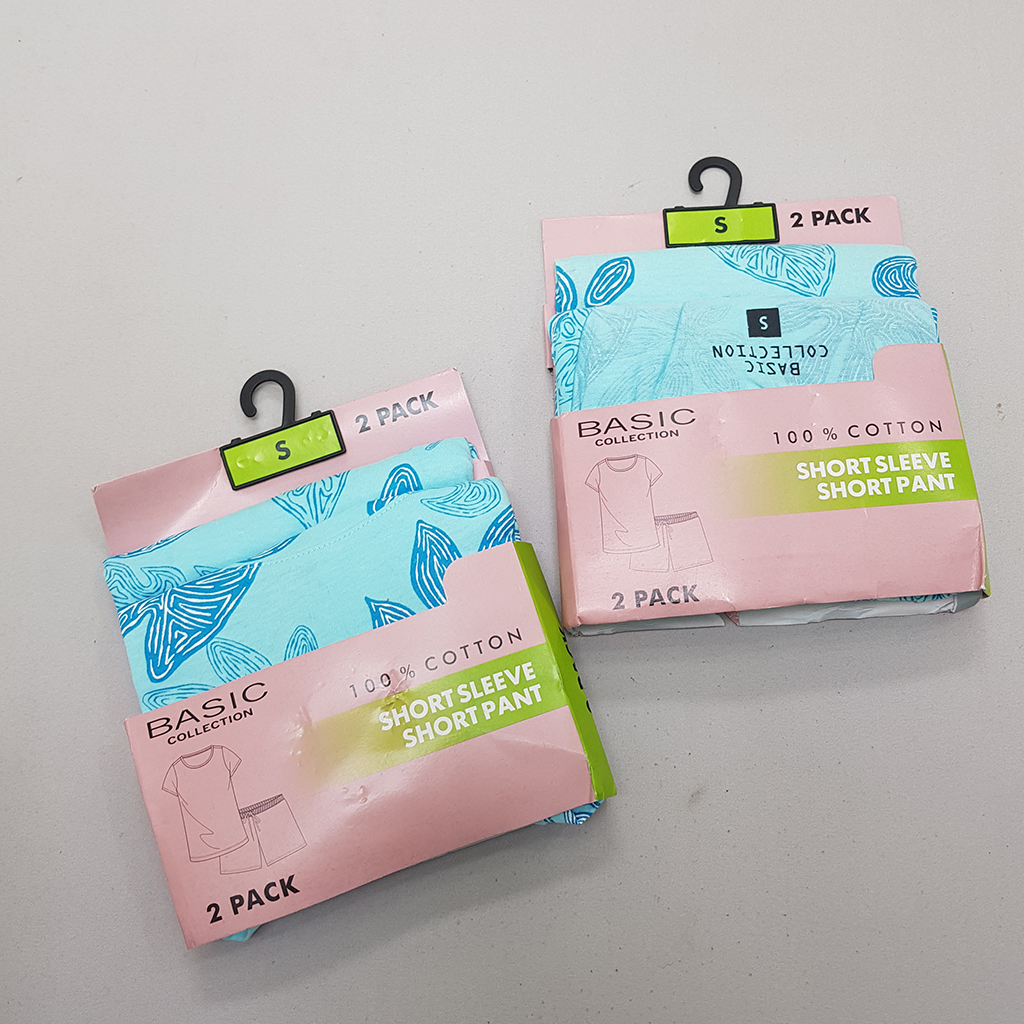 S
2 PACK
S
BASIC
COLLECTION
BASIC
COLLECTION
100 % COTTON
SHORT SLEEVE
SHORT PANT
2 PACK
S
2 PACK
BASIC
COLLECTION
100 % COTTON
SHORT SLEEVE
SHORT PANT
2 PACK